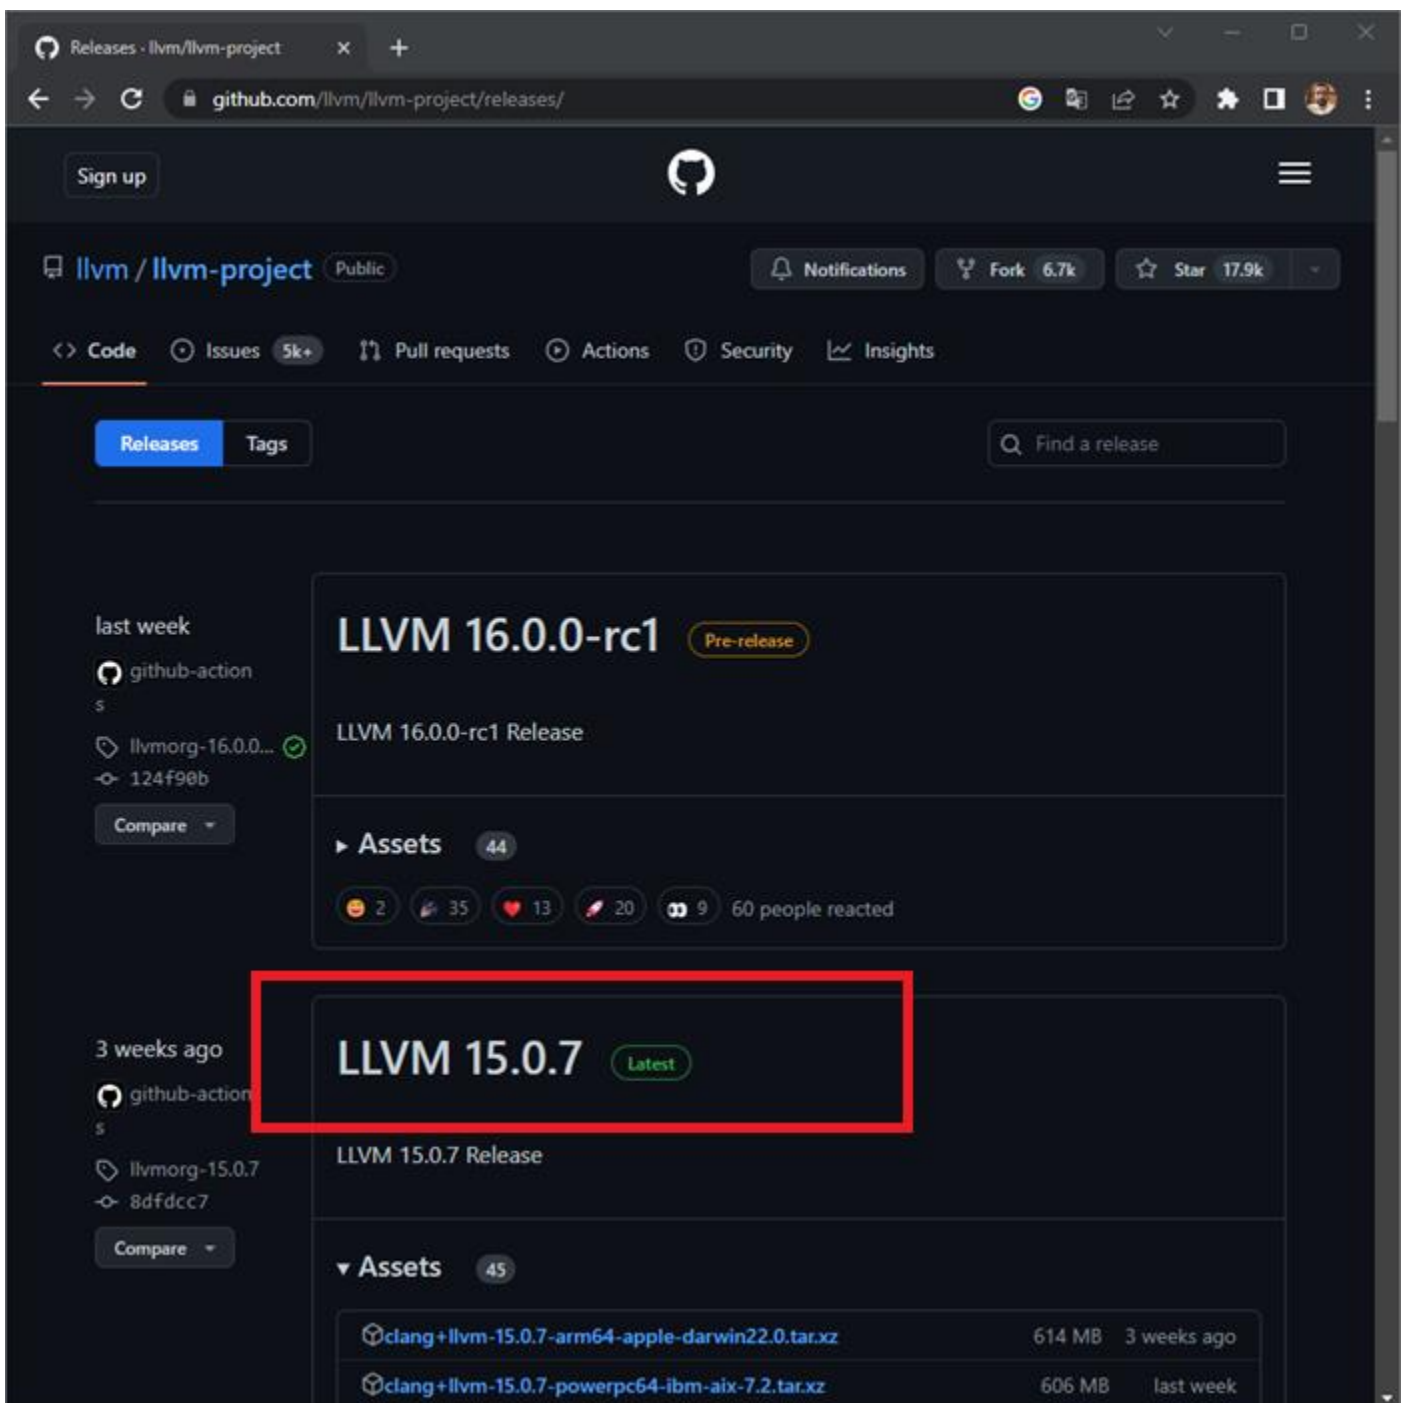 Releases · llvm/llvm-project
github.com/llvm/llvm-project/releases/
Sign up
llvm / llvm-project Public
Notifications Fork 6.7k Star 17.9k
Code Issues 5k+ Pull requests Actions Security Insights
Releases Tags Find a release
last week
github-action
s
llvmorg-16.0.0...
124f90b
Compare
LLVM 16.0.0-rc1 Pre-release
LLVM 16.0.0-rc1 Release
Assets 44
2 35 13 20 9 60 people reacted
3 weeks ago
github-action
s
llvmorg-15.0.7
8dfdcc7
Compare
LLVM 15.0.7 Latest
LLVM 15.0.7 Release
Assets 45
clang+llvm-15.0.7-arm64-apple-darwin22.0.tar.xz 614 MB 3 weeks ago
clang+llvm-15.0.7-powerpc64-ibm-aix-7.2.tar.xz 606 MB last week